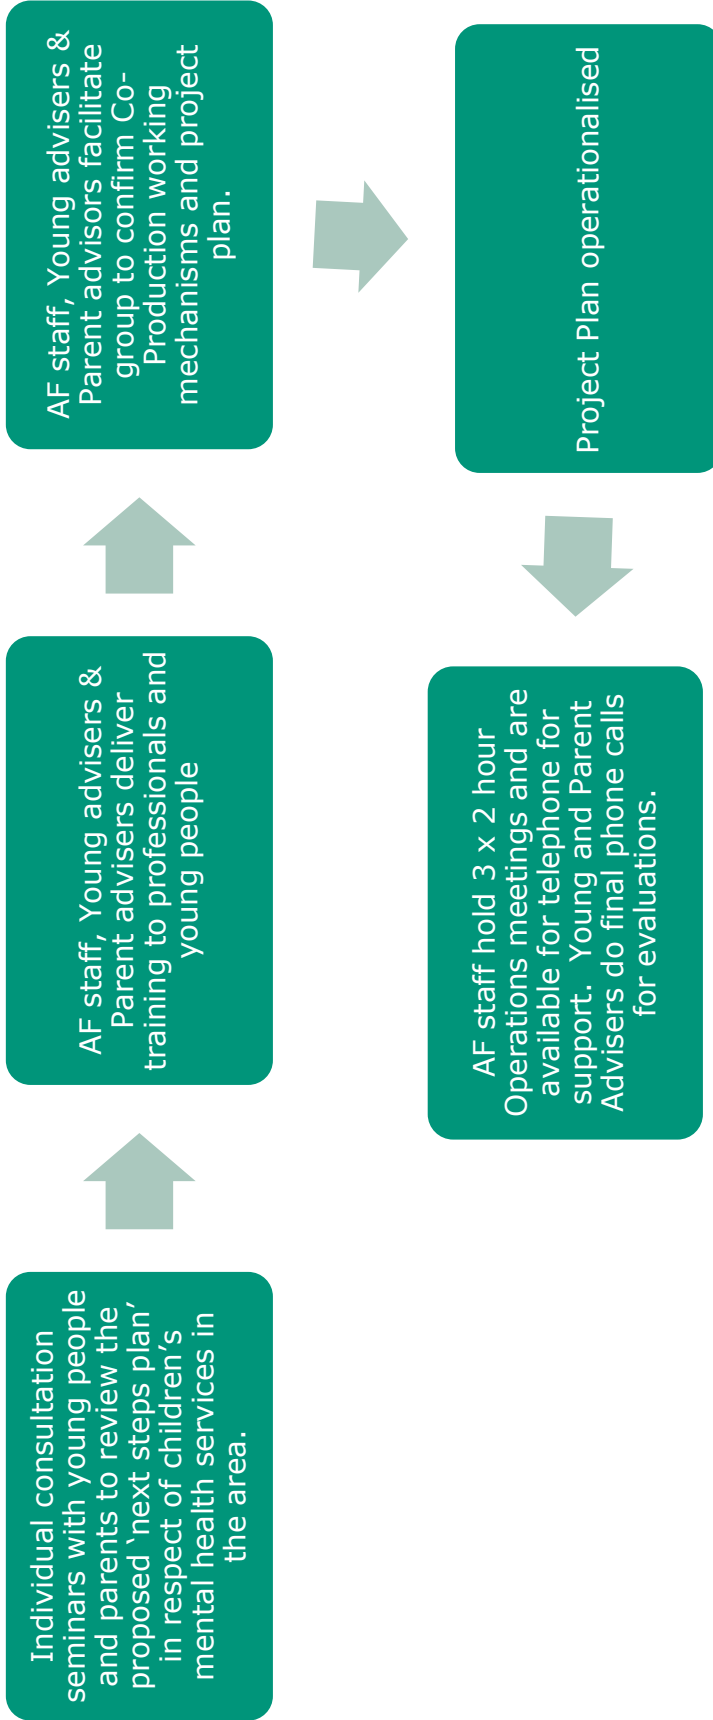 Individual consultation
seminars with young people
and parents to review the
proposed ‘next steps plan’
in respect of children’s
mental health services in
the area.
AF staff, Young advisers &
Parent advisers deliver
training to professionals and
young people
AF staff, Young advisers &
Parent advisors facilitate
group to confirm Co-
Production working
mechanisms and project
plan.
Project Plan operationalised
AF staff hold 3 x 2 hour
Operations meetings and are
available for telephone for
support.  Young and Parent
Advisers do final phone calls
for evaluations.